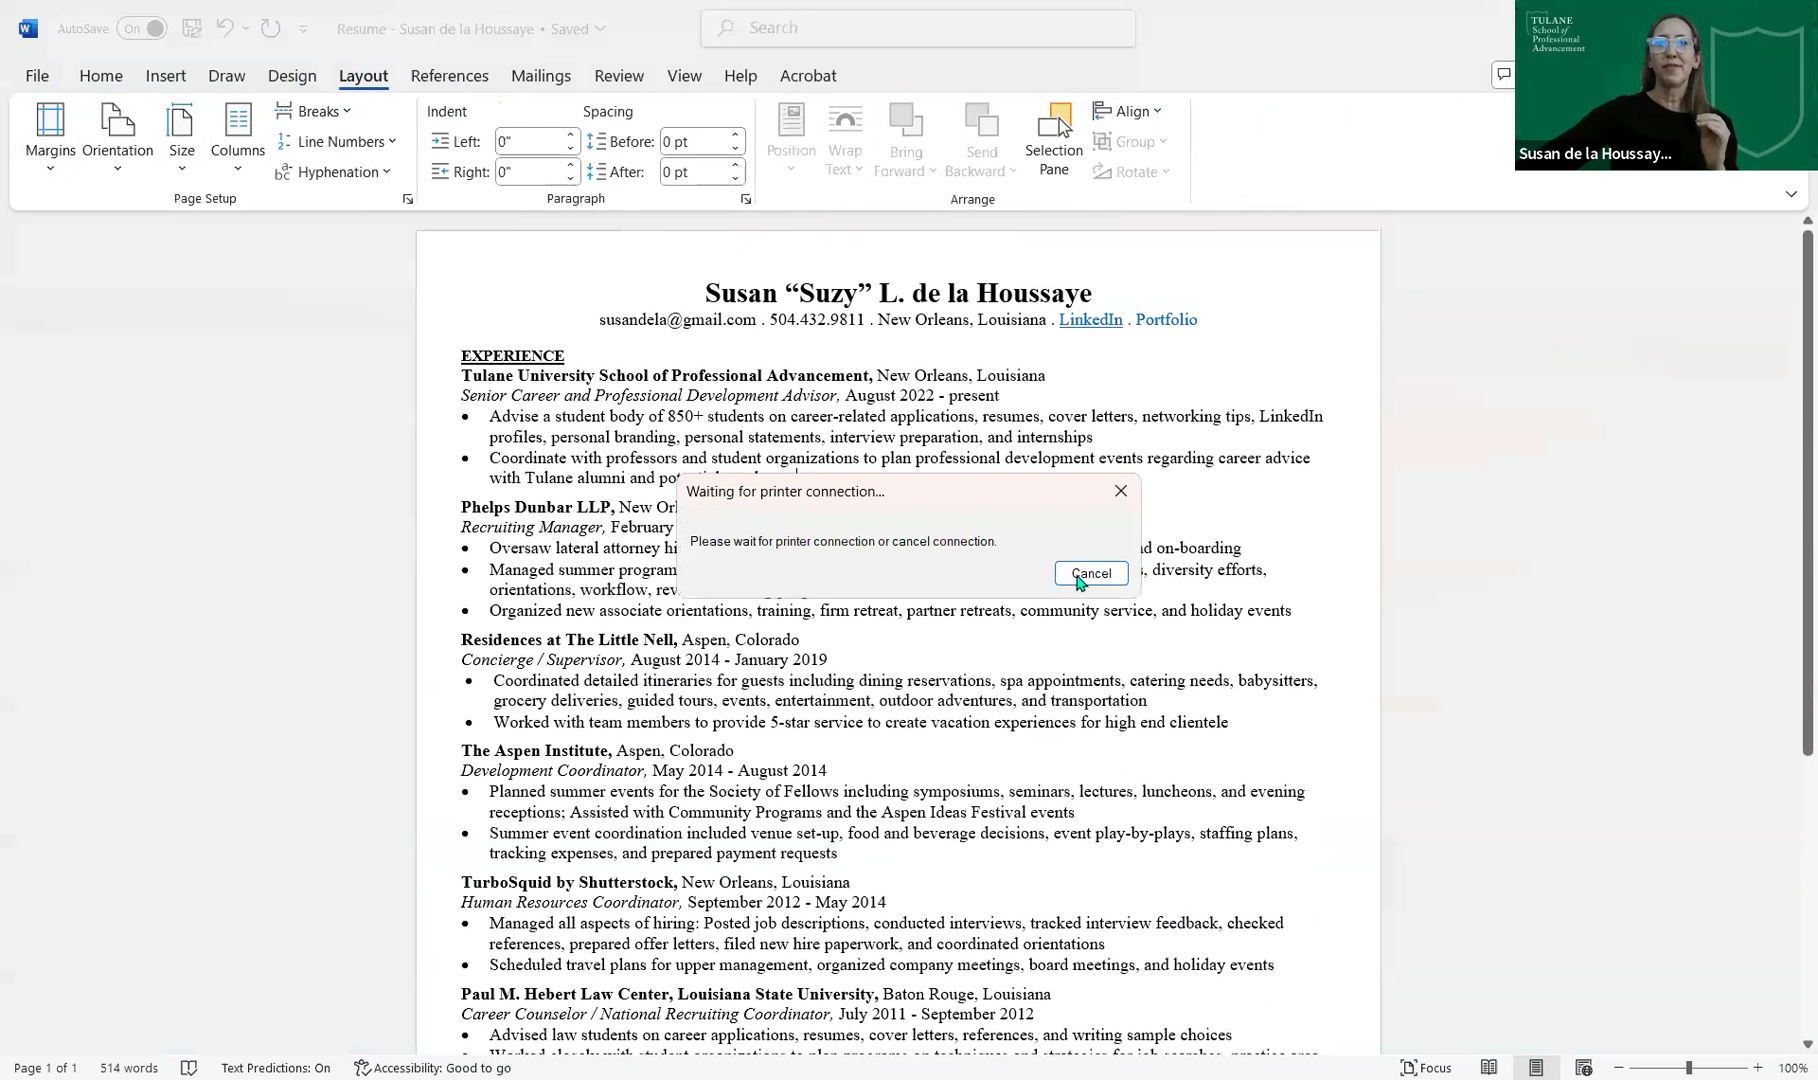 AutoSave On Resume - Susan de la Houssaye • Saved Search
TULANE
School of
Professional
Advancement
File Home Insert Draw Design Layout References Mailings Review View Help Acrobat
Margins Orientation Size Columns
Breaks
Line Numbers
Hyphenation
Page Setup
Indent Spacing
Left: 0" Before: 0 pt
Right: 0" After: 0 pt
Paragraph
Position Wrap Text Bring Forward Send Backward Selection Pane
Align
Group
Rotate
Arrange
Susan de la Houssay...
Susan “Suzy” L. de la Houssaye
susandela@gmail.com . 504.432.9811 . New Orleans, Louisiana . LinkedIn . Portfolio
EXPERIENCE
Tulane University School of Professional Advancement, New Orleans, Louisiana
Senior Career and Professional Development Advisor, August 2022 - present
• Advise a student body of 850+ students on career-related applications, resumes, cover letters, networking tips, LinkedIn
profiles, personal branding, personal statements, interview preparation, and internships
• Coordinate with professors and student organizations to plan professional development events regarding career advice
with Tulane alumni and
Waiting for printer connection...
Please wait for printer connection or cancel connection.
Cancel
Phelps Dunbar LLP, New
Recruiting Manager, February
• Oversaw lateral attorney and on-boarding
• Managed summer program diversity efforts,
orientations, workflow,
• Organized new associate orientations, training, firm retreat, partner retreats, community service, and holiday events
Residences at The Little Nell, Aspen, Colorado
Concierge / Supervisor, August 2014 - January 2019
• Coordinated detailed itineraries for guests including dining reservations, spa appointments, catering needs, babysitters,
grocery deliveries, guided tours, events, entertainment, outdoor adventures, and transportation
• Worked with team members to provide 5-star service to create vacation experiences for high end clientele
The Aspen Institute, Aspen, Colorado
Development Coordinator, May 2014 - August 2014
• Planned summer events for the Society of Fellows including symposiums, seminars, lectures, luncheons, and evening
receptions; Assisted with Community Programs and the Aspen Ideas Festival events
• Summer event coordination included venue set-up, food and beverage decisions, event play-by-plays, staffing plans,
tracking expenses, and prepared payment requests
TurboSquid by Shutterstock, New Orleans, Louisiana
Human Resources Coordinator, September 2012 - May 2014
• Managed all aspects of hiring: Posted job descriptions, conducted interviews, tracked interview feedback, checked
references, prepared offer letters, filed new hire paperwork, and coordinated orientations
• Scheduled travel plans for upper management, organized company meetings, board meetings, and holiday events
Paul M. Hebert Law Center, Louisiana State University, Baton Rouge, Louisiana
Career Counselor / National Recruiting Coordinator, July 2011 - September 2012
• Advised law students on career applications, resumes, cover letters, references, and writing sample choices
Page 1 of 1 514 words Text Predictions: On Accessibility: Good to go Focus 100%